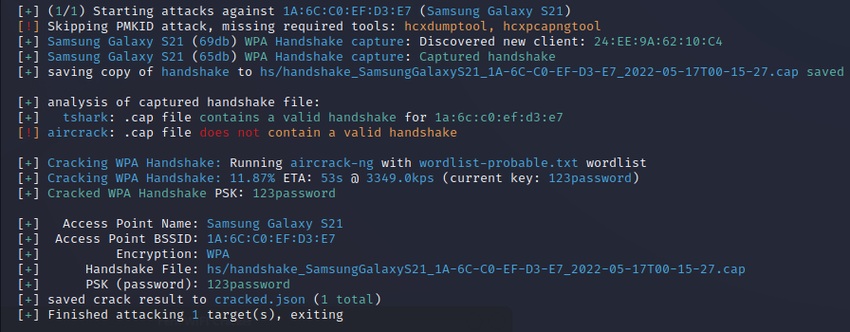 [+] (1/1) Starting attacks against 1A:6C:C0:EF:D3:E7 (Samsung Galaxy S21)
[!] Skipping PMKID attack, missing required tools: hcxdumptool, hcxpcapngtool
[+] Samsung Galaxy S21 (69db) WPA Handshake capture: Discovered new client: 24:EE:9A:62:10:C4
[+] Samsung Galaxy S21 (65db) WPA Handshake capture: Captured handshake
[+] saving copy of handshake to hs/handshake_SamsungGalaxyS21_1A-6C-C0-EF-D3-E7_2022-05-17T00-15-27.cap saved
[+] analysis of captured handshake file:
[+] tshark: .cap file contains a valid handshake for 1a:6c:c0:ef:d3:e7
[!] aircrack: .cap file does not contain a valid handshake
[+] Cracking WPA Handshake: Running aircrack-ng with wordlist-probable.txt wordlist
[+] Cracking WPA Handshake: 11.87% ETA: 53s @ 3349.0kps (current key: 123password)
[+] Cracked WPA Handshake PSK: 123password
[+] Access Point Name: Samsung Galaxy S21
[+] Access Point BSSID: 1A:6C:C0:EF:D3:E7
[+] Encryption: WPA
[+] Handshake File: hs/handshake_SamsungGalaxyS21_1A-6C-C0-EF-D3-E7_2022-05-17T00-15-27.cap
[+] PSK (password): 123password
[+] saved crack result to cracked.json (1 total)
[+] Finished attacking 1 target(s), exiting